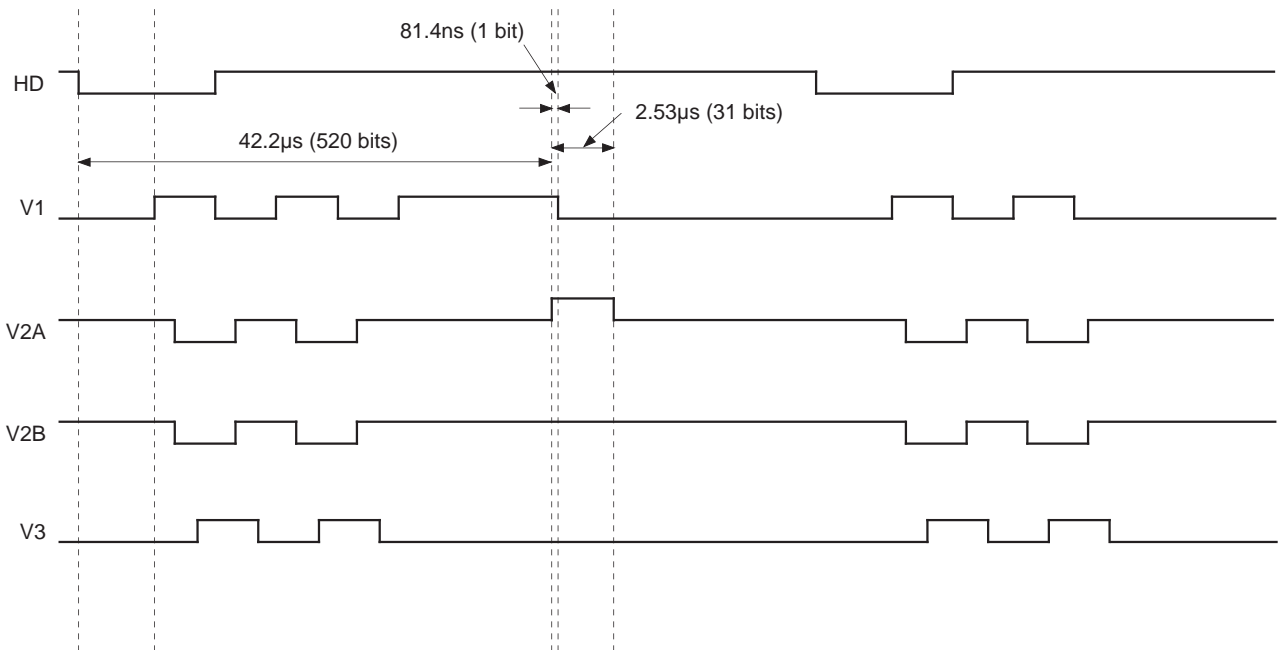 81.4ns (1 bit)
HD
2.53μs (31 bits)
42.2μs (520 bits)
V1
V2A
V2B
V3